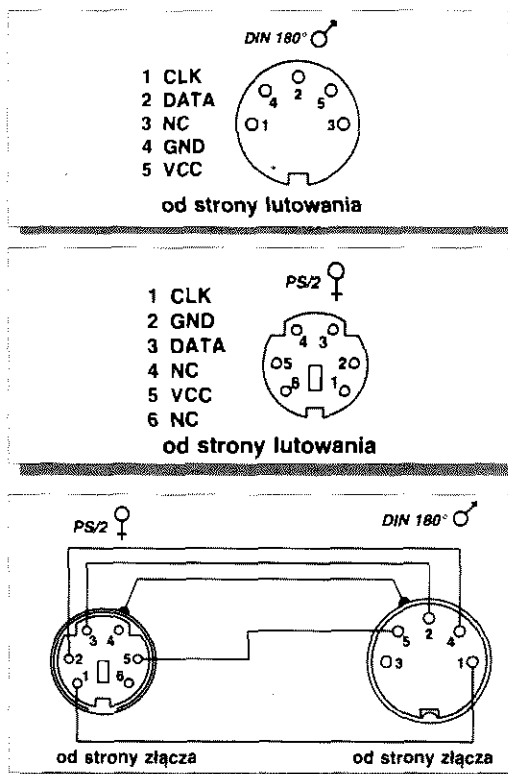 DIN 180°
1 CLK
2 DATA
3 NC
4 GND
5 VCC
2
4 5
1 3
od strony lutowania
PS/2
1 CLK
2 GND
3 DATA
4 NC
5 VCC
6 NC
4 3
5 2
6 1
od strony lutowania
PS/2 DIN 180°
3 4
2 5
1 6
2
5 4
3 1
od strony złącza od strony złącza